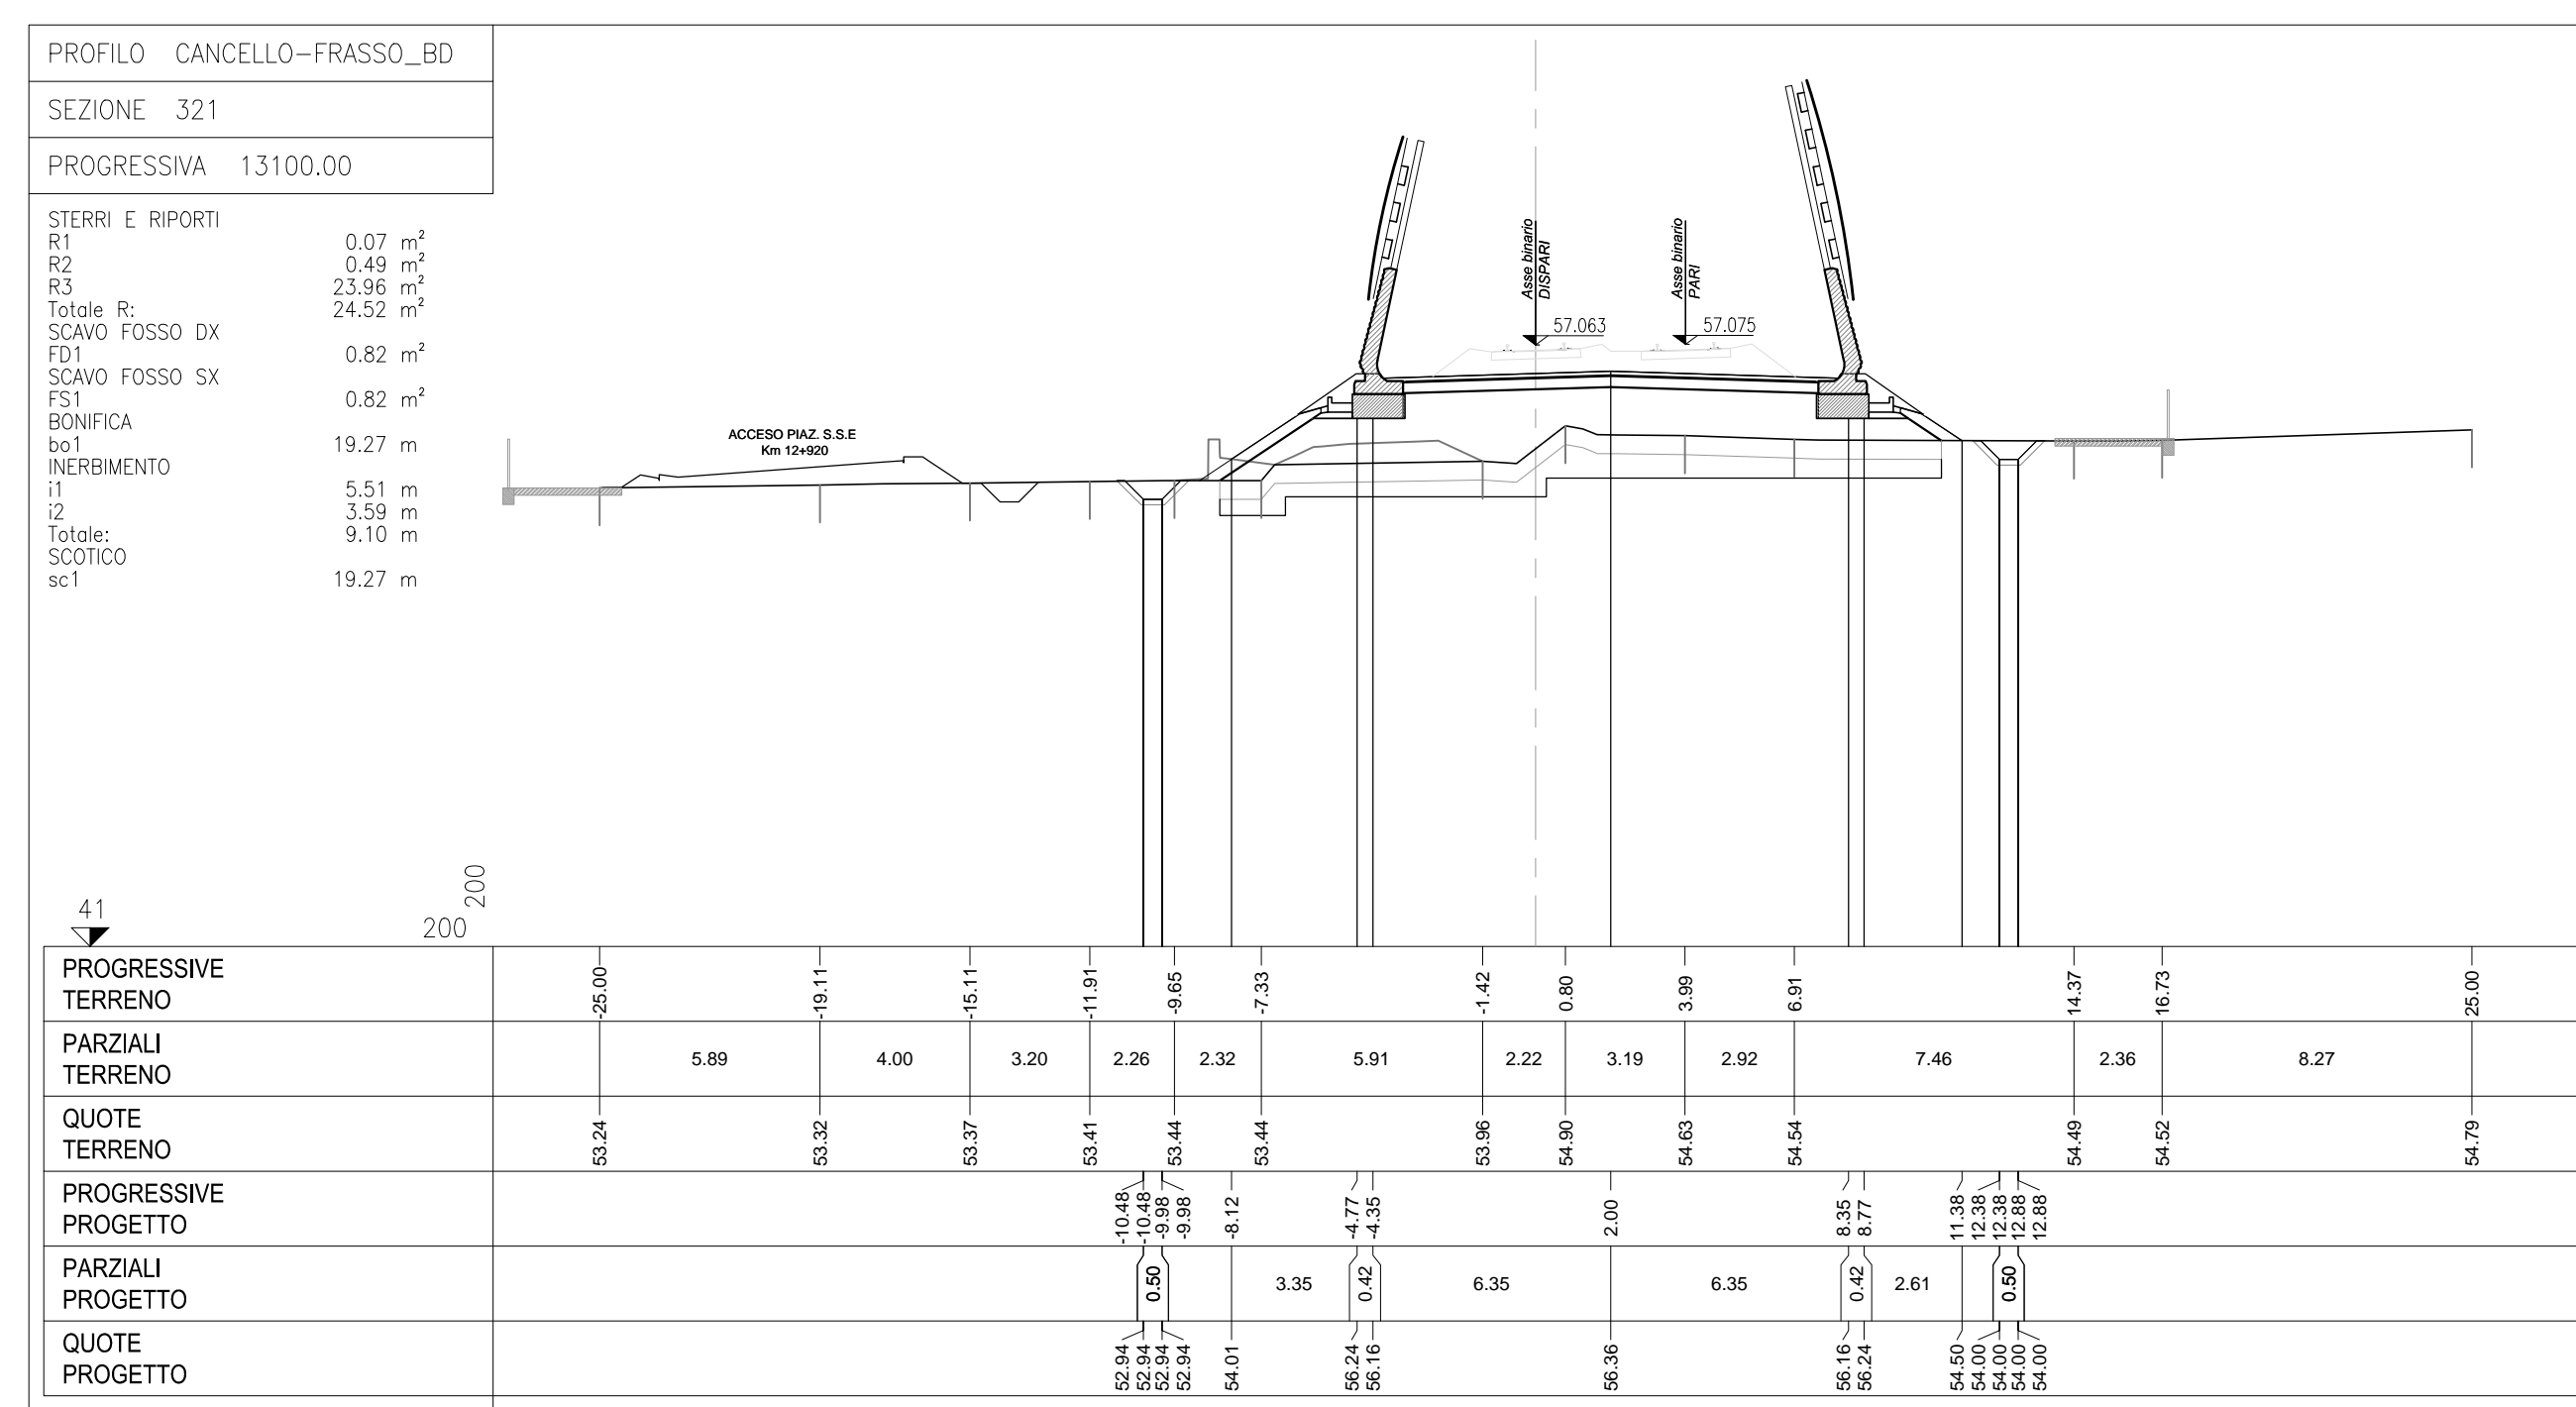 PROFILO CANCELLO-FRASSO_BD
SEZIONE 321
PROGRESSIVA 13100.00
STERRI E RIPORTI
R1 0.07 m²
R2 0.49 m²
R3 23.96 m²
Totale R: 24.52 m²
SCAVO FOSSO DX
FD1 0.82 m²
SCAVO FOSSO SX
FS1 0.82 m²
BONIFICA
bo1 19.27 m
INERBIMENTO
i1 5.51 m
i2 3.59 m
Totale: 9.10 m
SCOTICO
sc1 19.27 m
ACCESO PIAZ. S.S.E
Km 12+920
Asse binario
DISPARI
57.063
Asse binario
PARI
57.075
41
200
200
PROGRESSIVE
TERRENO
-25.00 -19.11 -15.11 -11.91 -9.65 -7.33 -1.42 0.80 3.99 6.91 14.37 16.73 25.00
PARZIALI
TERRENO
5.89 4.00 3.20 2.26 2.32 5.91 2.22 3.19 2.92 7.46 2.36 8.27
QUOTE
TERRENO
53.24 53.32 53.37 53.41 53.44 53.44 53.96 54.90 54.63 54.54 54.49 54.52 54.79
PROGRESSIVE
PROGETTO
-10.48 -10.48 -9.98 -9.98 -8.12 -4.77 -4.35 2.00 8.35 8.77 11.38 12.38 12.38 12.88 12.88
PARZIALI
PROGETTO
0.50 3.35 0.42 6.35 6.35 0.42 2.61 0.50
QUOTE
PROGETTO
52.94 52.94 52.94 52.94 54.01 56.24 56.16 56.36 56.16 56.24 54.50 54.00 54.00 54.00 54.00